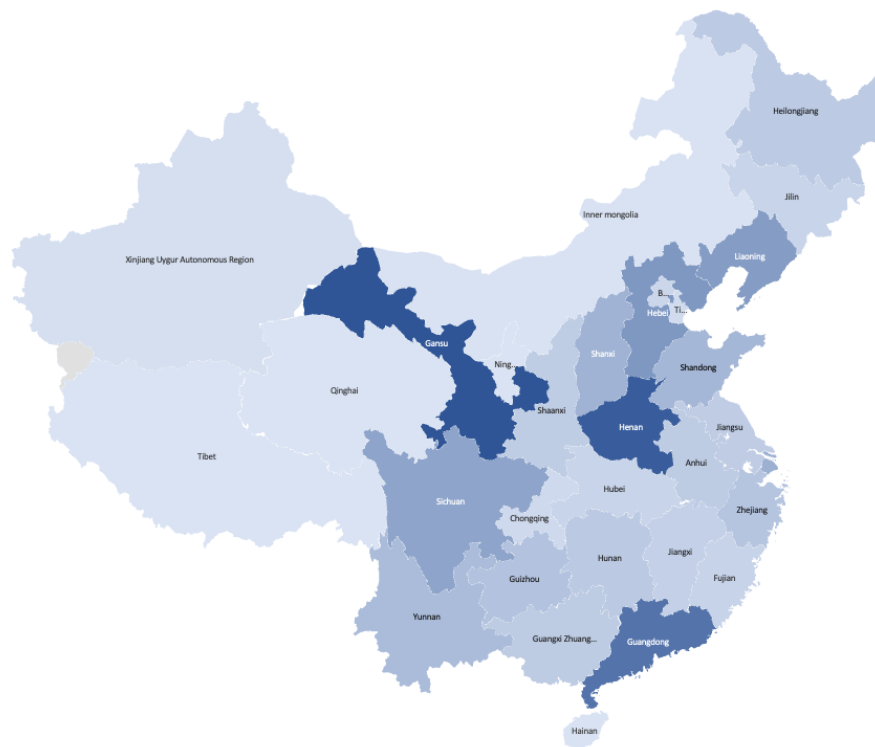 Heilongjiang
Jilin
Inner mongolia
Liaoning
Xinjiang Uygur Autonomous Region
B...
Ti...
Hebei
Gansu
Shanxi
Ning...
Shandong
Qinghai
Shaanxi
Henan
Jiangsu
Tibet
Anhui
Hubei
Sichuan
Zhejiang
Chongqing
Hunan
Jiangxi
Guizhou
Fujian
Yunnan
Guangxi Zhuang...
Guangdong
Hainan